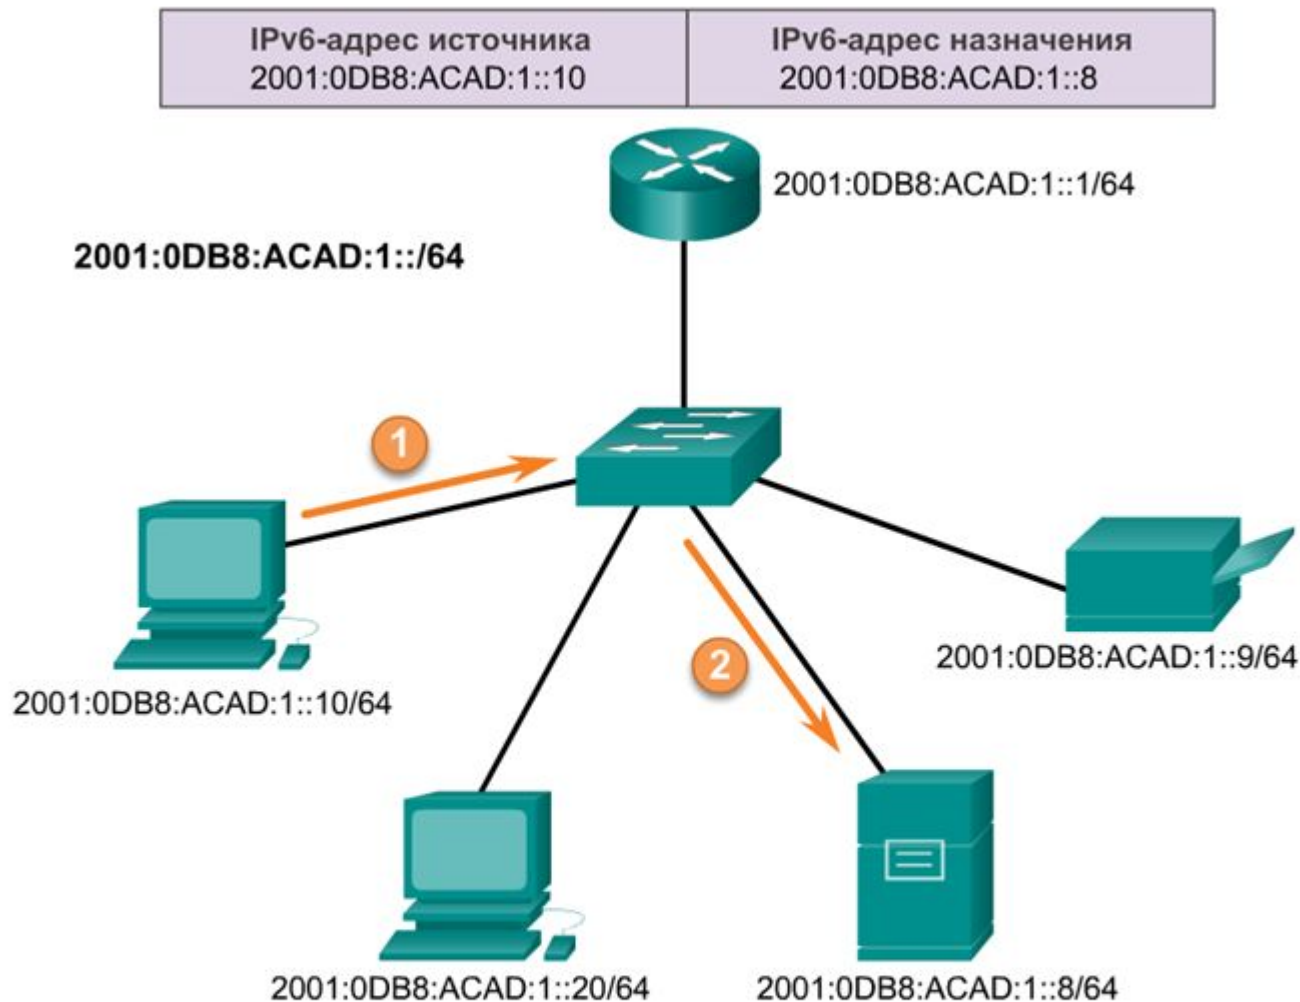 IPv6-адрес источника
2001:0DB8:ACAD:1::10
IPv6-адрес назначения
2001:0DB8:ACAD:1::8
2001:0DB8:ACAD:1::1/64
2001:0DB8:ACAD:1::/64
1
2
2001:0DB8:ACAD:1::9/64
2001:0DB8:ACAD:1::10/64
2001:0DB8:ACAD:1::20/64
2001:0DB8:ACAD:1::8/64